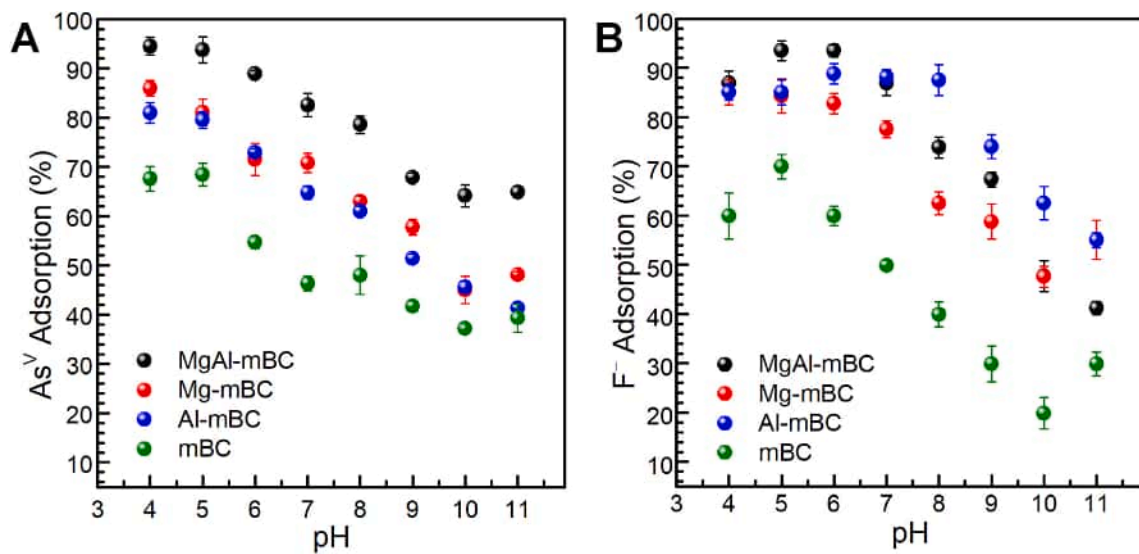 A
As^V Adsorption (%)
100
90
80
70
60
50
40
30
20
10
MgAl-mBC
Mg-mBC
Al-mBC
mBC
3 4 5 6 7 8 9 10 11
pH
B
F⁻ Adsorption (%)
100
90
80
70
60
50
40
30
20
10
MgAl-mBC
Mg-mBC
Al-mBC
mBC
3 4 5 6 7 8 9 10 11
pH